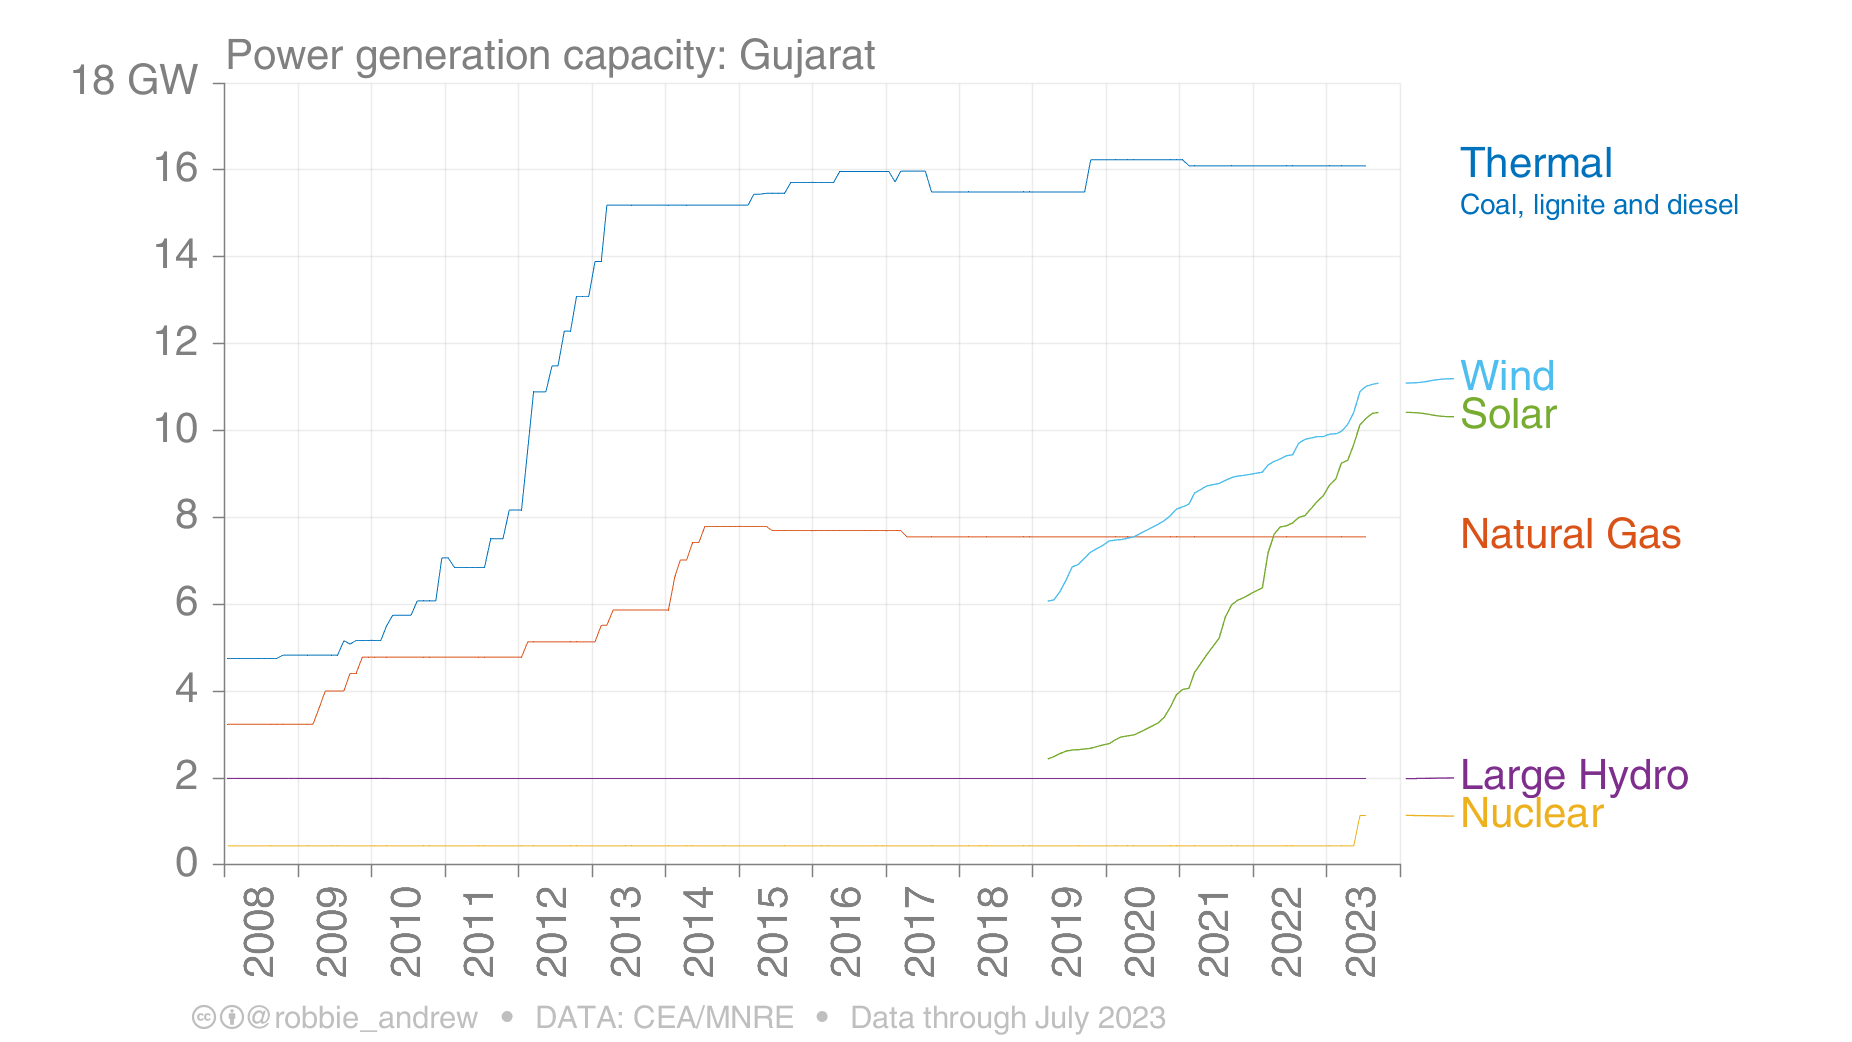 Power generation capacity: Gujarat
18 GW
16
14
12
10
8
6
4
2
0
Thermal
Coal, lignite and diesel
Wind
Solar
Natural Gas
Large Hydro
Nuclear
2008
2009
2010
2011
2012
2013
2014
2015
2016
2017
2018
2019
2020
2021
2022
2023
cc @robbie_andrew • DATA: CEA/MNRE • Data through July 2023